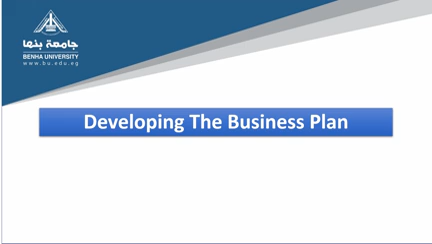 جامعة بنها
BENHA UNIVERSITY
www.bu.edu.eg
Developing The Business Plan